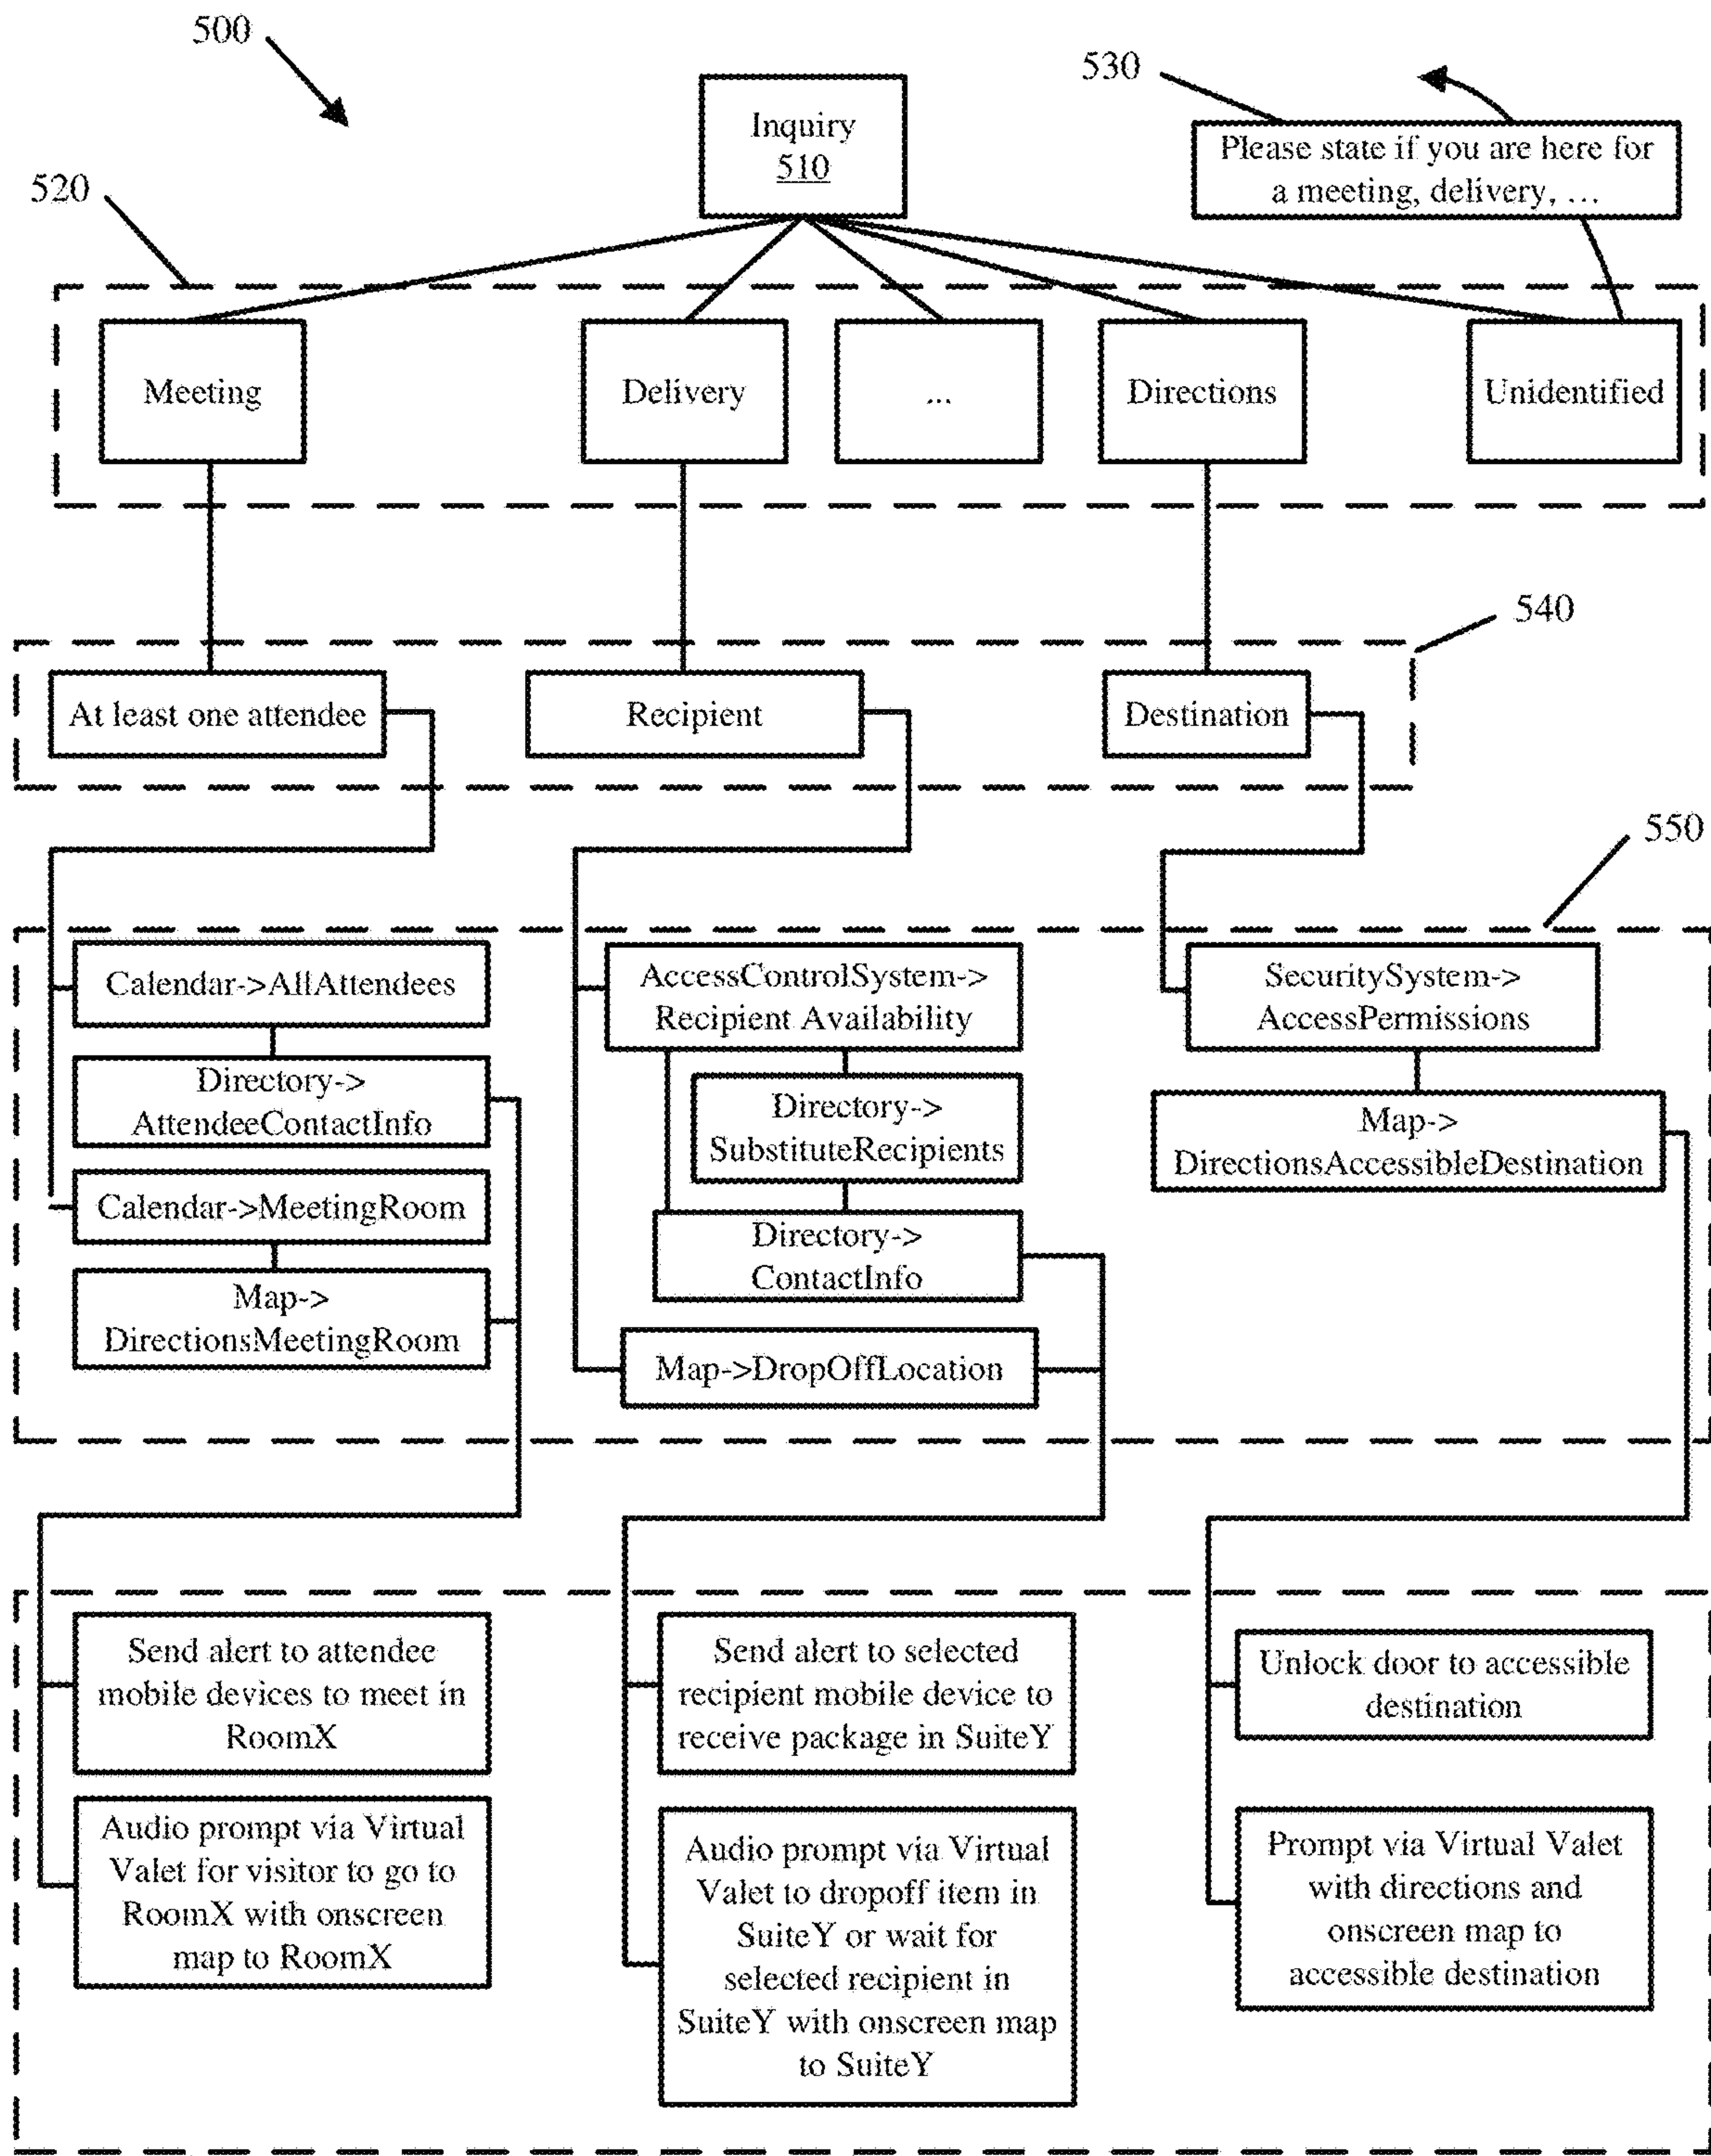 500
530
Inquiry
510
Please state if you are here for
a meeting, delivery, ...
520
Meeting
Delivery
...
Directions
Unidentified
540
At least one attendee
Recipient
Destination
550
Calendar->AllAttendees
Directory->
AttendeeContactInfo
Calendar->MeetingRoom
Map->
DirectionsMeetingRoom
AccessControlSystem->
Recipient Availability
Directory->
SubstituteRecipients
Directory->
ContactInfo
Map->DropOffLocation
SecuritySystem->
AccessPermissions
Map->
DirectionsAccessibleDestination
Send alert to attendee
mobile devices to meet in
RoomX
Audio prompt via Virtual
Valet for visitor to go to
RoomX with onscreen
map to RoomX
Send alert to selected
recipient mobile device to
receive package in SuiteY
Audio prompt via Virtual
Valet to dropoff item in
SuiteY or wait for
selected recipient in
SuiteY with onscreen map
to SuiteY
Unlock door to accessible
destination
Prompt via Virtual Valet
with directions and
onscreen map to
accessible destination